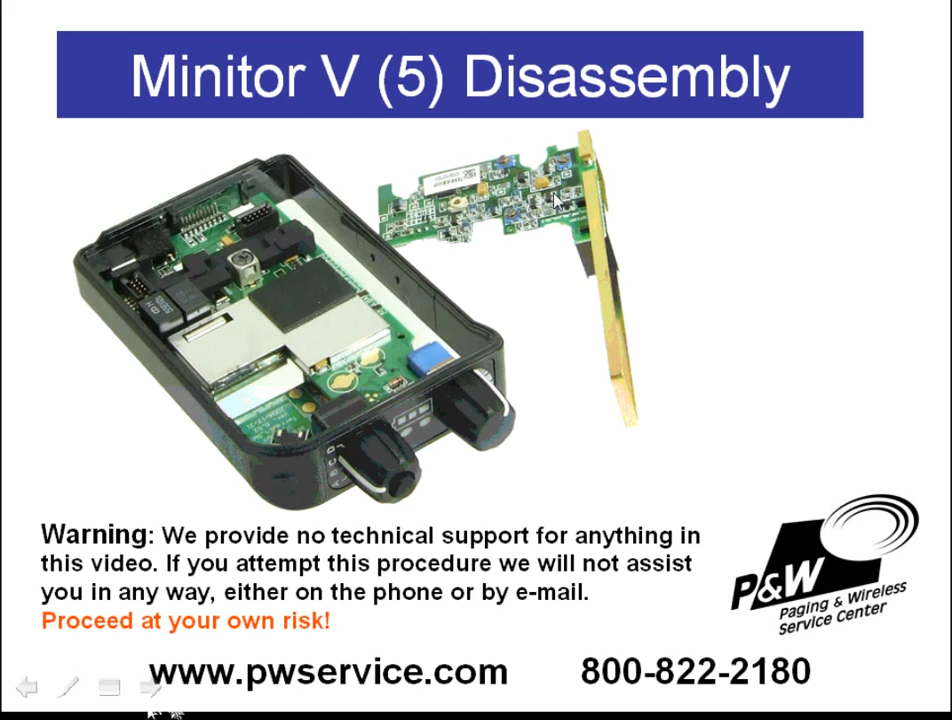 Minitor V (5) Disassembly
Warning: We provide no technical support for anything in
this video. If you attempt this procedure we will not assist
you in any way, either on the phone or by e-mail.
Proceed at your own risk!
P&W
Paging & Wireless
Service Center
www.pwservice.com 800-822-2180